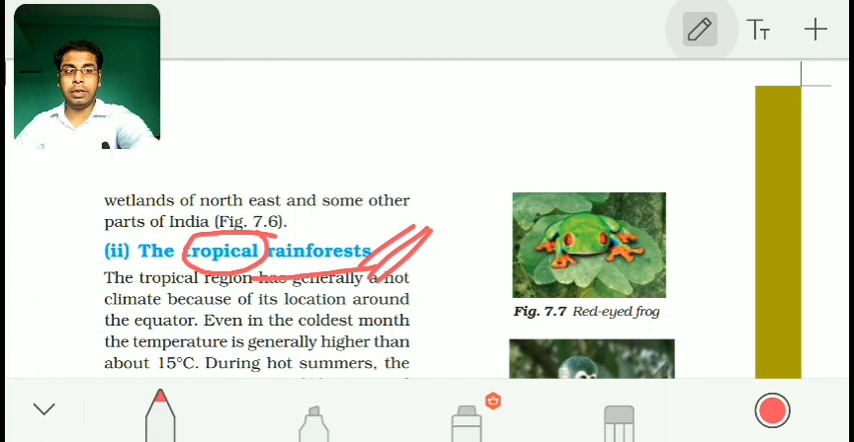 TT
wetlands of north east and some other
parts of India (Fig. 7.6).
(ii) The tropical rainforests
The tropical region has generally a hot
climate because of its location around
the equator. Even in the coldest month
the temperature is generally higher than
about 15°C. During hot summers, the
Fig. 7.7 Red-eyed frog